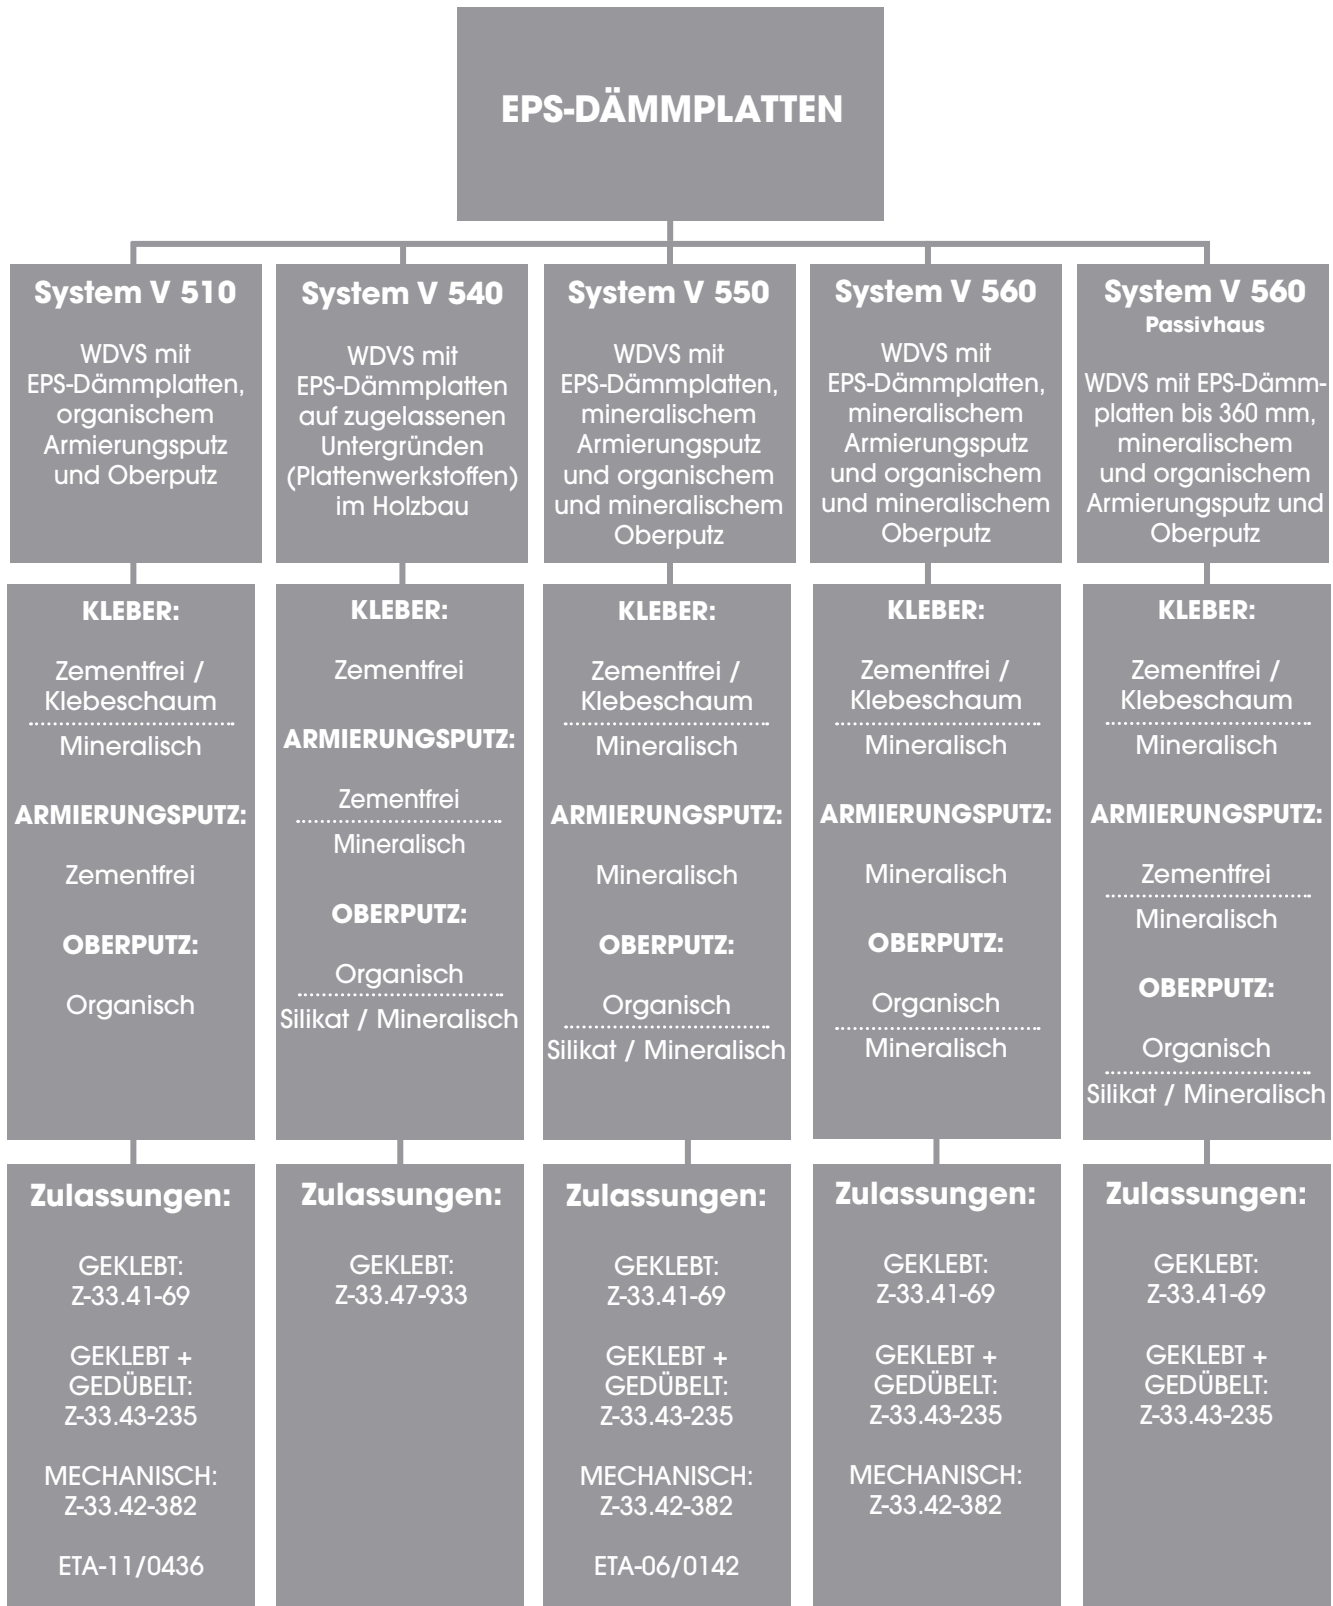 EPS-DÄMMPLATTEN
System V 510
WDVS mit
EPS-Dämmplatten,
organischem
Armierungsputz
und Oberputz
KLEBER:
Zementfrei /
Klebeschaum
Mineralisch
ARMIERUNGSPUTZ:
Zementfrei
OBERPUTZ:
Organisch
Zulassungen:
GEKLEBT:
Z-33.41-69
GEKLEBT +
GEDÜBELT:
Z-33.43-235
MECHANISCH:
Z-33.42-382
ETA-11/0436
System V 540
WDVS mit
EPS-Dämmplatten
auf zugelassenen
Untergründen
(Plattenwerkstoffen)
im Holzbau
KLEBER:
Zementfrei
ARMIERUNGSPUTZ:
Zementfrei
Mineralisch
OBERPUTZ:
Organisch
Silikat / Mineralisch
Zulassungen:
GEKLEBT:
Z-33.47-933
System V 550
WDVS mit
EPS-Dämmplatten,
mineralischem
Armierungsputz
und organischem
und mineralischem
Oberputz
KLEBER:
Zementfrei /
Klebeschaum
Mineralisch
ARMIERUNGSPUTZ:
Mineralisch
OBERPUTZ:
Organisch
Silikat / Mineralisch
Zulassungen:
GEKLEBT:
Z-33.41-69
GEKLEBT +
GEDÜBELT:
Z-33.43-235
MECHANISCH:
Z-33.42-382
ETA-06/0142
System V 560
WDVS mit
EPS-Dämmplatten,
mineralischem
Armierungsputz
und organischem
und mineralischem
Oberputz
KLEBER:
Zementfrei /
Klebeschaum
Mineralisch
ARMIERUNGSPUTZ:
Mineralisch
OBERPUTZ:
Organisch
Mineralisch
Zulassungen:
GEKLEBT:
Z-33.41-69
GEKLEBT +
GEDÜBELT:
Z-33.43-235
MECHANISCH:
Z-33.42-382
System V 560
Passivhaus
WDVS mit EPS-Dämm-
platten bis 360 mm,
mineralischem
und organischem
Armierungsputz und
Oberputz
KLEBER:
Zementfrei /
Klebeschaum
Mineralisch
ARMIERUNGSPUTZ:
Zementfrei
Mineralisch
OBERPUTZ:
Organisch
Silikat / Mineralisch
Zulassungen:
GEKLEBT:
Z-33.41-69
GEKLEBT +
GEDÜBELT:
Z-33.43-235